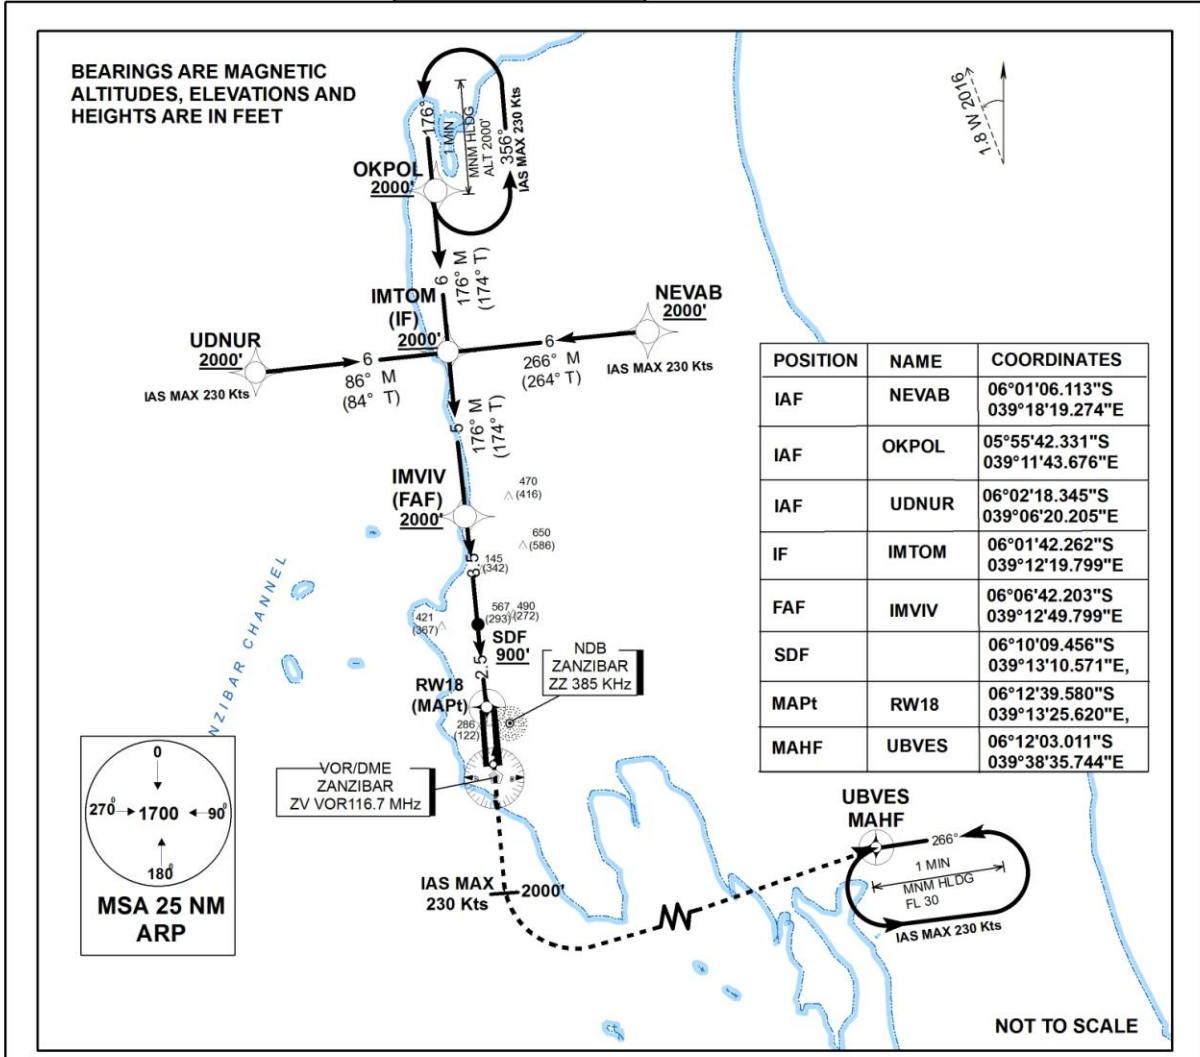 BEARINGS ARE MAGNETIC
ALTITUDES, ELEVATIONS AND
HEIGHTS ARE IN FEET
1.8 W 2016
176°
1 MIN
MNM HLDG
ALT 2000'
356°
IAS MAX 230 Kts
OKPOL
2000'
6
176° M
(174° T)
IMTOM
(IF)
2000'
NEVAB
2000'
6
266° M
(264° T)
IAS MAX 230 Kts
UDNUR
2000'
IAS MAX 230 Kts
6
86° M
(84° T)
5
176° M
(174° T)
IMVIV
(FAF)
2000'
470
(416)
650
(586)
3.5
145
(342)
567
(293)
490
(272)
421
(367)
SDF
900'
2.5
RW18
(MAPt)
286
(122)
NDB
ZANZIBAR
ZZ 385 KHz
VOR/DME
ZANZIBAR
ZV VOR116.7 MHz
NZIBAR CHANNEL
IAS MAX
230 Kts
2000'
UBVES
MAHF
266°
1 MIN
MNM HLDG
FL 30
IAS MAX 230 Kts
0
270°
1700
90°
180°
MSA 25 NM
ARP
POSITION NAME COORDINATES
IAF NEVAB 06°01'06.113"S
039°18'19.274"E
IAF OKPOL 05°55'42.331"S
039°11'43.676"E
IAF UDNUR 06°02'18.345"S
039°06'20.205"E
IF IMTOM 06°01'42.262"S
039°12'19.799"E
FAF IMVIV 06°06'42.203"S
039°12'49.799"E
SDF 06°10'09.456"S
039°13'10.571"E,
MAPt RW18 06°12'39.580"S
039°13'25.620"E,
MAHF UBVES 06°12'03.011"S
039°38'35.744"E
NOT TO SCALE